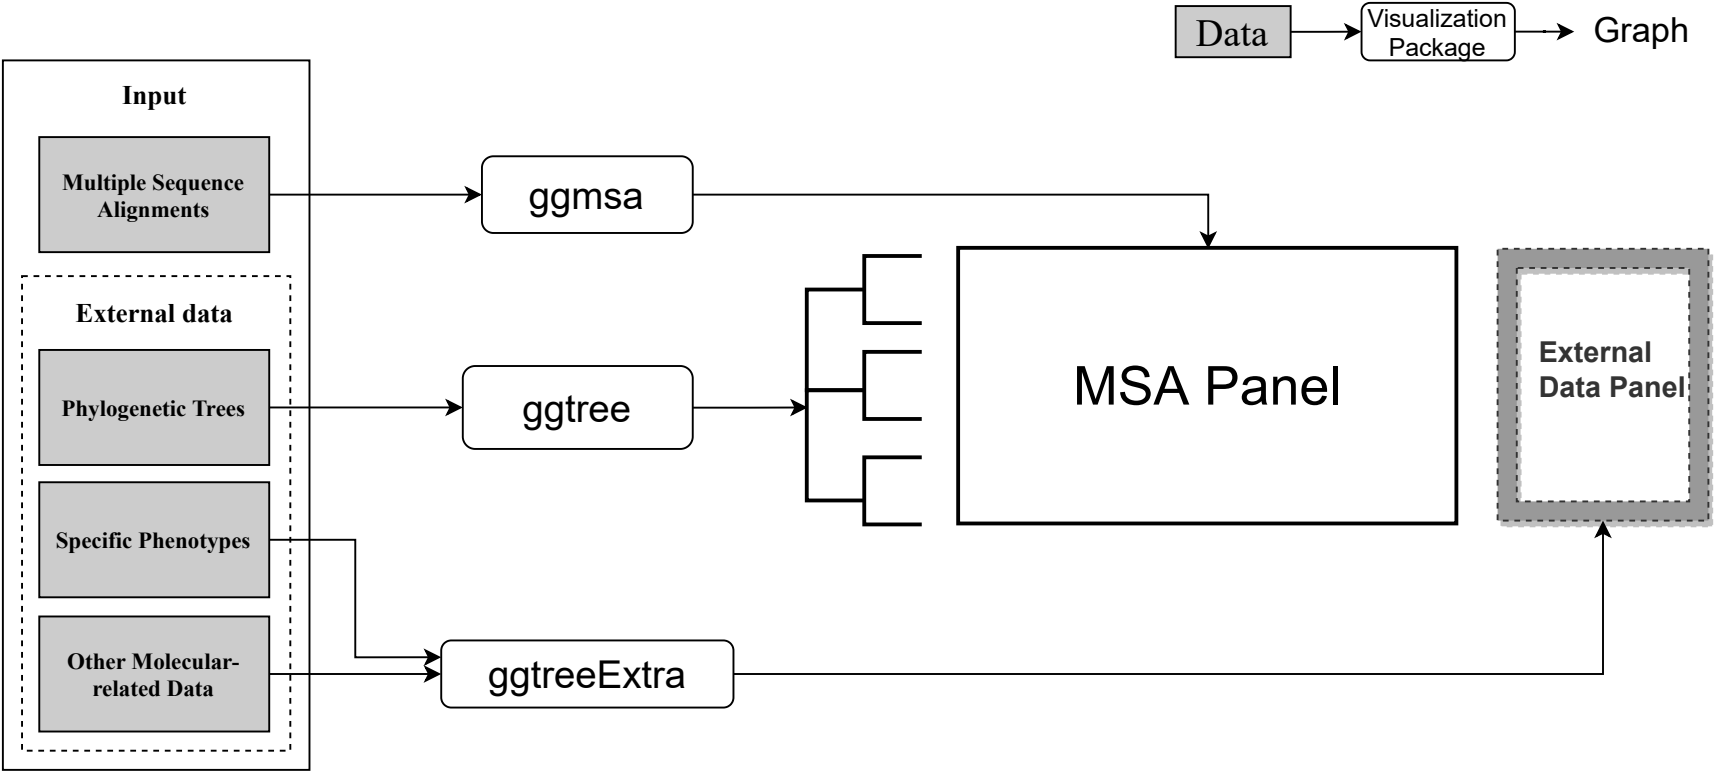 Data
Visualization
Package
Graph
Input
Multiple Sequence
Alignments
ggmsa
External data
Phylogenetic Trees
ggtree
MSA Panel
External
Data Panel
Specific Phenotypes
Other Molecular-
related Data
ggtreeExtra